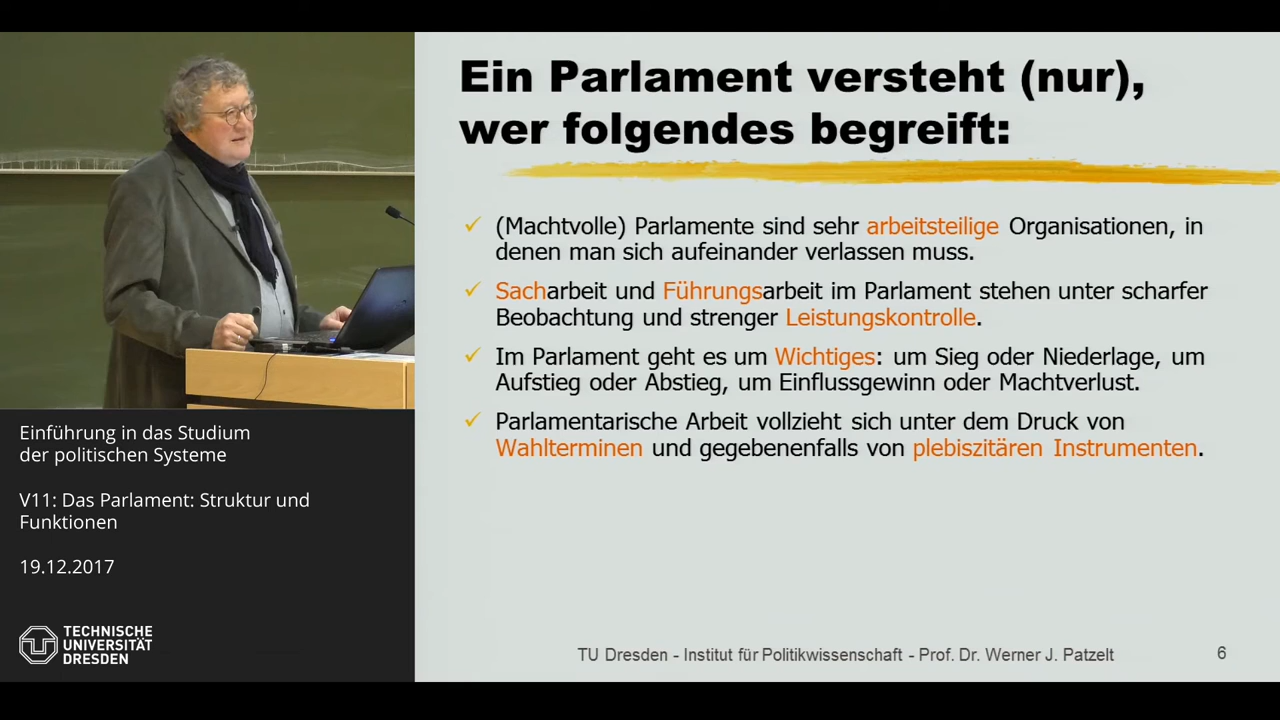 Ein Parlament versteht (nur),
wer folgendes begreift:
(Machtvolle) Parlamente sind sehr arbeitsteilige Organisationen, in
denen man sich aufeinander verlassen muss.
Sacharbeit und Führungsarbeit im Parlament stehen unter scharfer
Beobachtung und strenger Leistungskontrolle.
Im Parlament geht es um Wichtiges: um Sieg oder Niederlage, um
Aufstieg oder Abstieg, um Einflussgewinn oder Machtverlust.
Parlamentarische Arbeit vollzieht sich unter dem Druck von
Wahlterminen und gegebenenfalls von plebiszitären Instrumenten.
TU Dresden - Institut für Politikwissenschaft - Prof. Dr. Werner J. Patzelt
6
Einführung in das Studium
der politischen Systeme
V11: Das Parlament: Struktur und
Funktionen
19.12.2017
TECHNISCHE
UNIVERSITÄT
DRESDEN